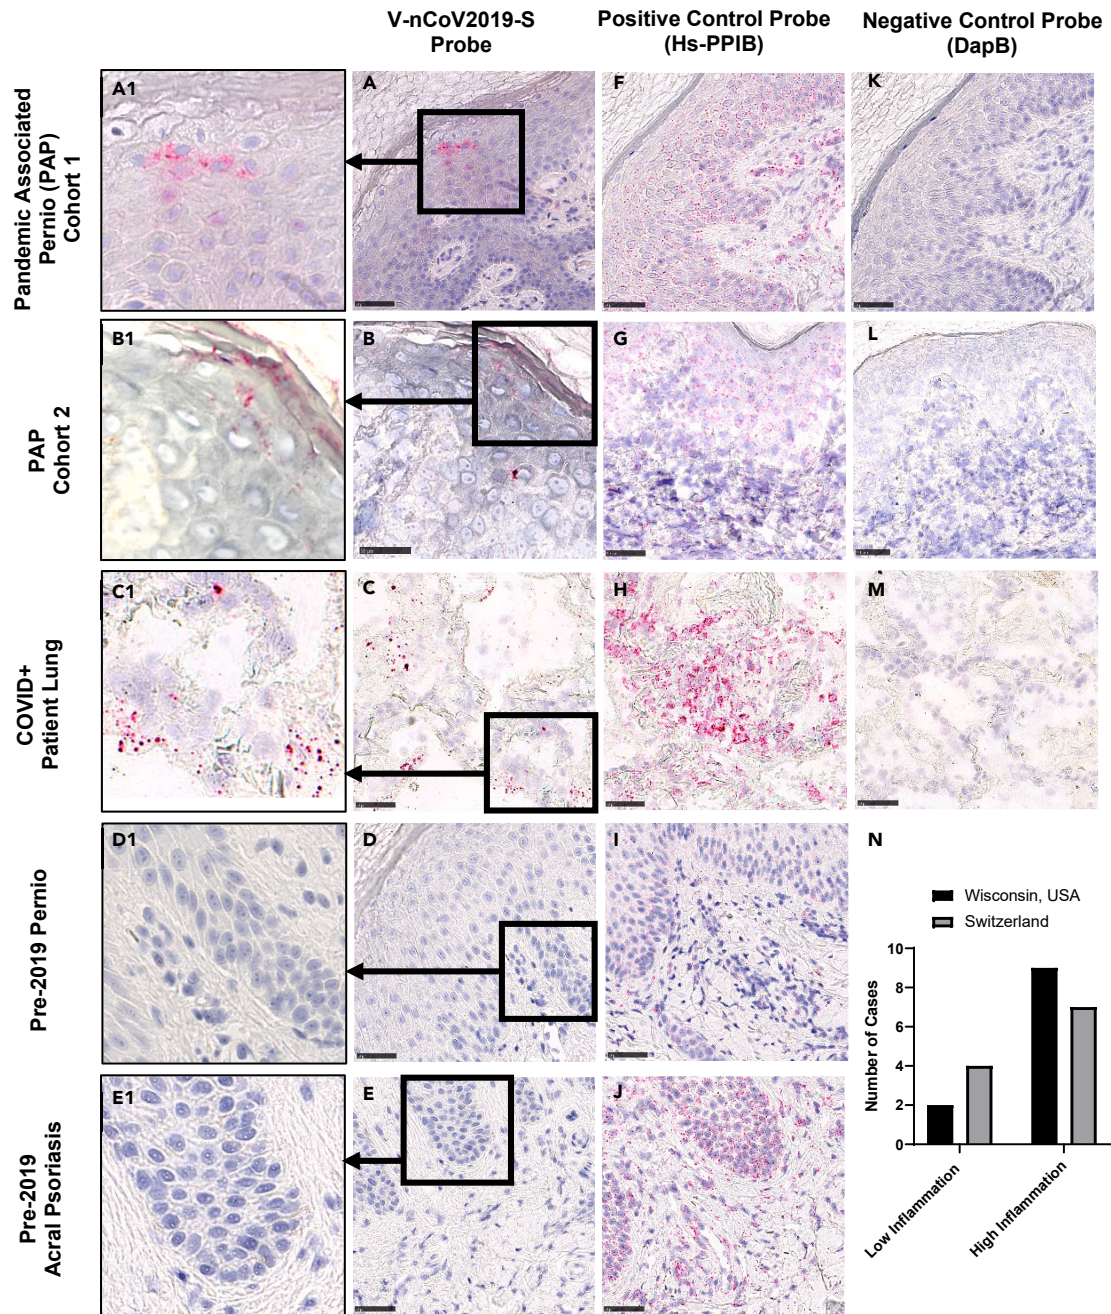 V-nCoV2019-S
Probe
Positive Control Probe
(Hs-PPIB)
Negative Control Probe
(DapB)
Pandemic Associated
Pernio (PAP)
Cohort 1
A1
A
F
K
PAP
Cohort 2
B1
B
G
L
COVID+
Patient Lung
C1
C
H
M
Pre-2019 Pernio
D1
D
I
N
Wisconsin, USA
Switzerland
Number of Cases
10
8
6
4
2
0
Low Inflammation
High Inflammation
Pre-2019
Acral Psoriasis
E1
E
J